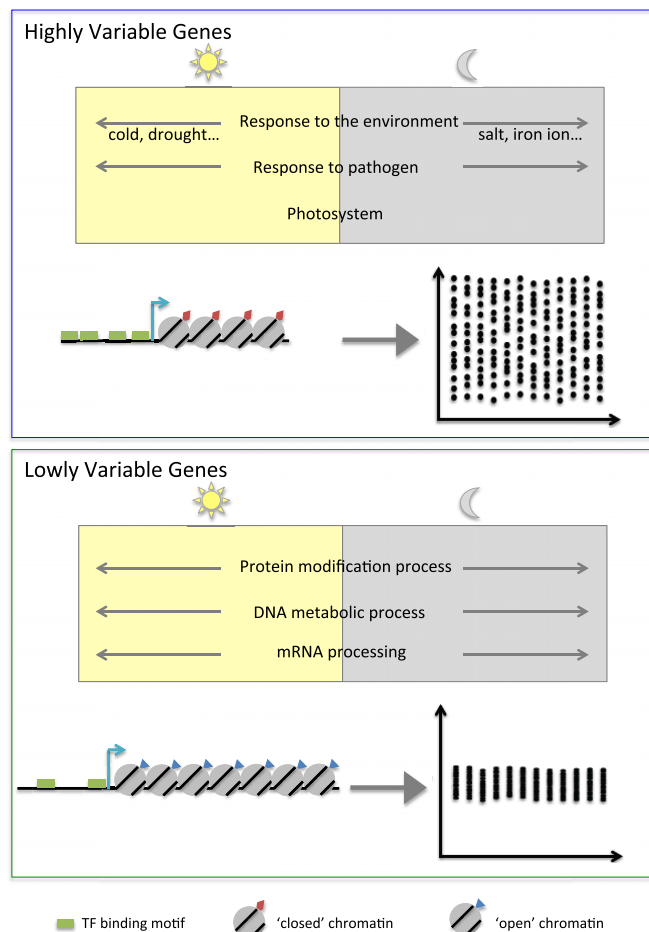 Highly Variable Genes
Response to the environment
cold, drought...
salt, iron ion...
Response to pathogen
Photosystem
Lowly Variable Genes
Protein modification process
DNA metabolic process
mRNA processing
TF binding motif
'closed' chromatin
'open' chromatin